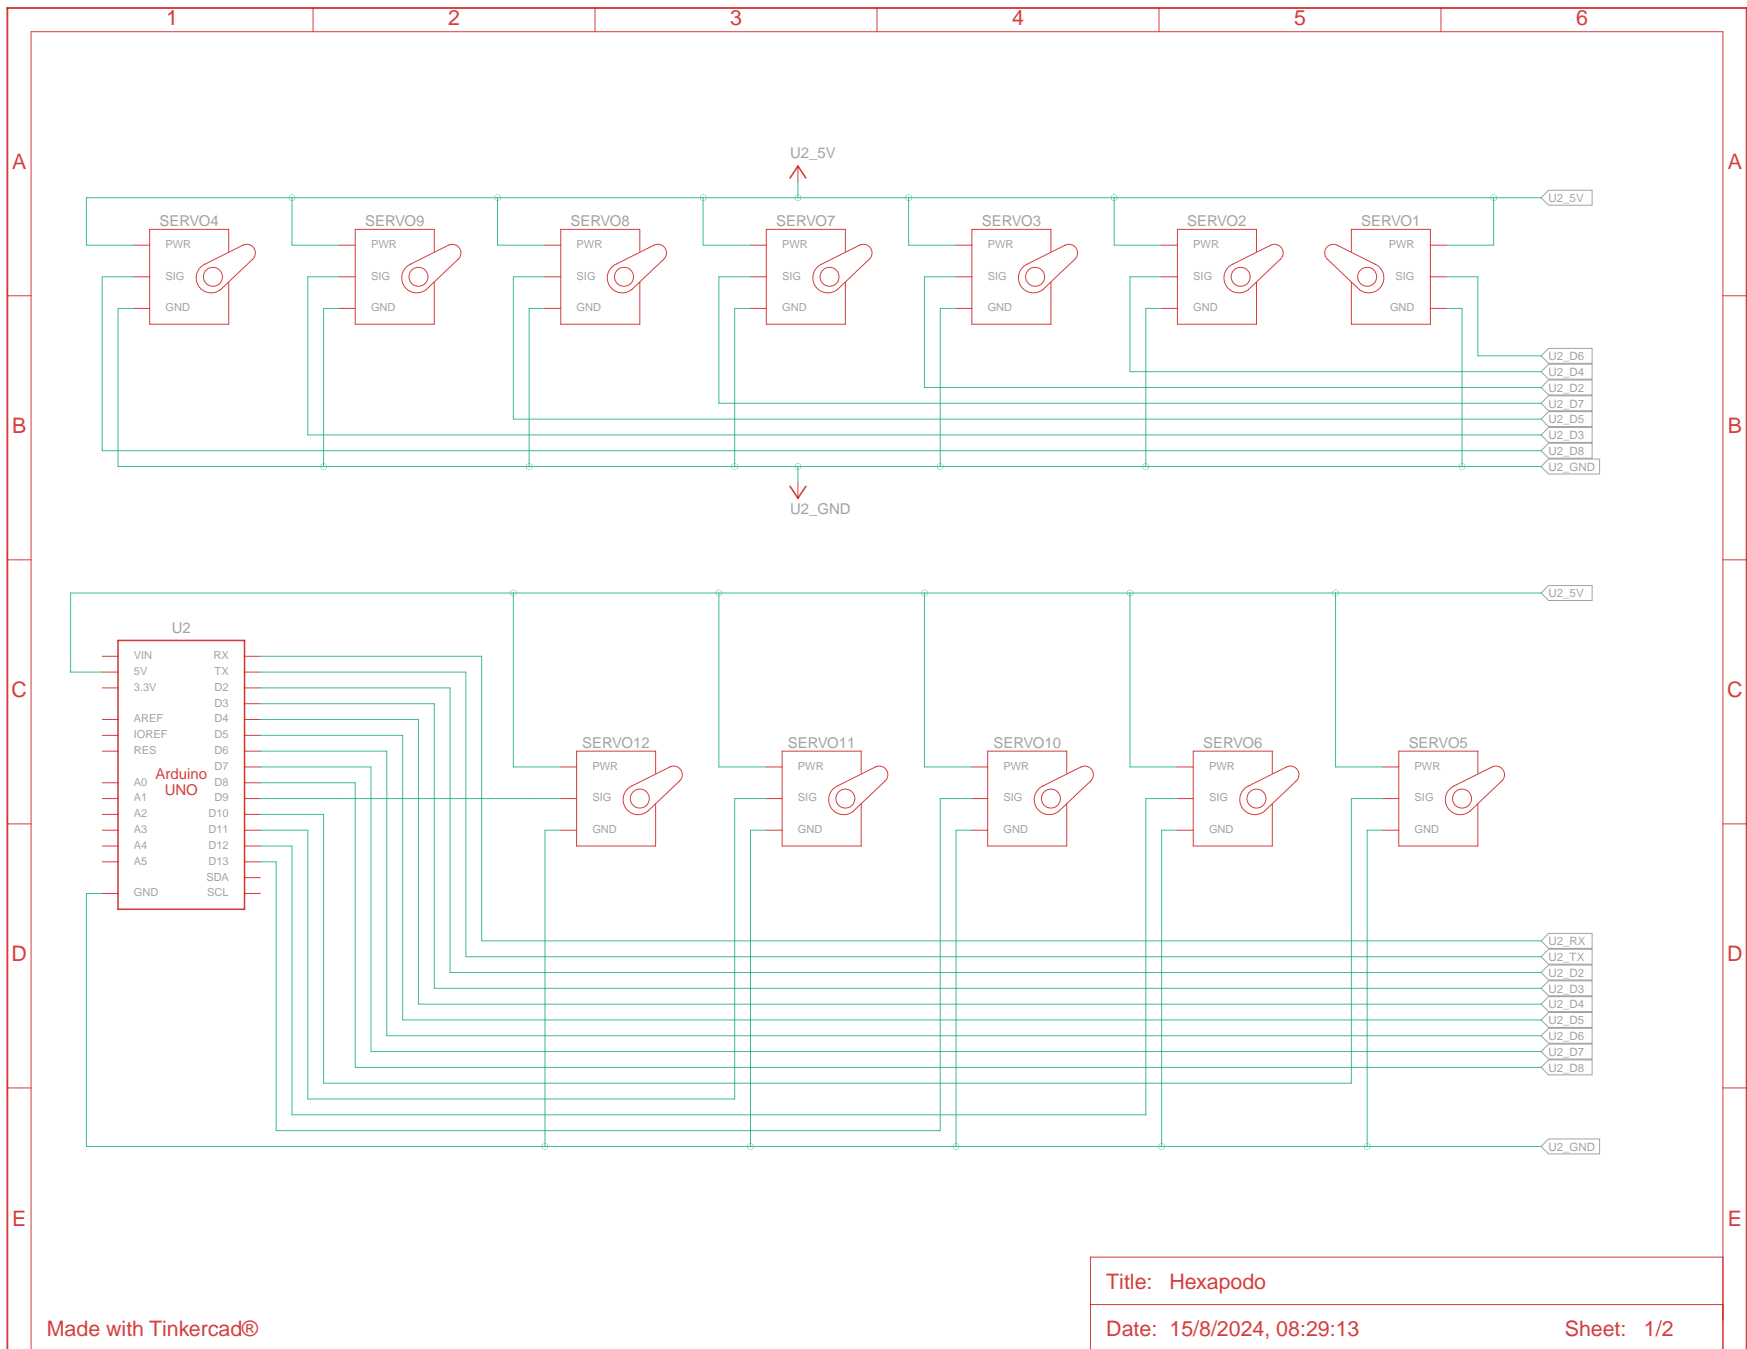 1 2 3 4 5 6
A A
U2_5V
U2_5V
SERVO4 SERVO9 SERVO8 SERVO7 SERVO3 SERVO2 SERVO1
PWR PWR PWR PWR PWR PWR PWR
SIG SIG SIG SIG SIG SIG SIG
GND GND GND GND GND GND GND
U2_D6
U2_D4
U2_D2
U2_D7
U2_D5
B B
U2_D3
U2_D8
U2_GND
U2_GND
U2_5V
U2
VIN RX
5V TX
3.3V D2
C C
D3
AREF D4
IOREF D5
RES D6
D7
Arduino
UNO
A0 D8
A1 D9
A2 D10
A3 D11
A4 D12
A5 D13
SDA
GND SCL
SERVO12 SERVO11 SERVO10 SERVO6 SERVO5
PWR PWR PWR PWR PWR
SIG SIG SIG SIG SIG
GND GND GND GND GND
U2_RX
D D
U2_TX
U2_D2
U2_D3
U2_D4
U2_D5
U2_D6
U2_D7
U2_D8
U2_GND
E E
Title: Hexapodo
Made with Tinkercad®
Date: 15/8/2024, 08:29:13 Sheet: 1/2